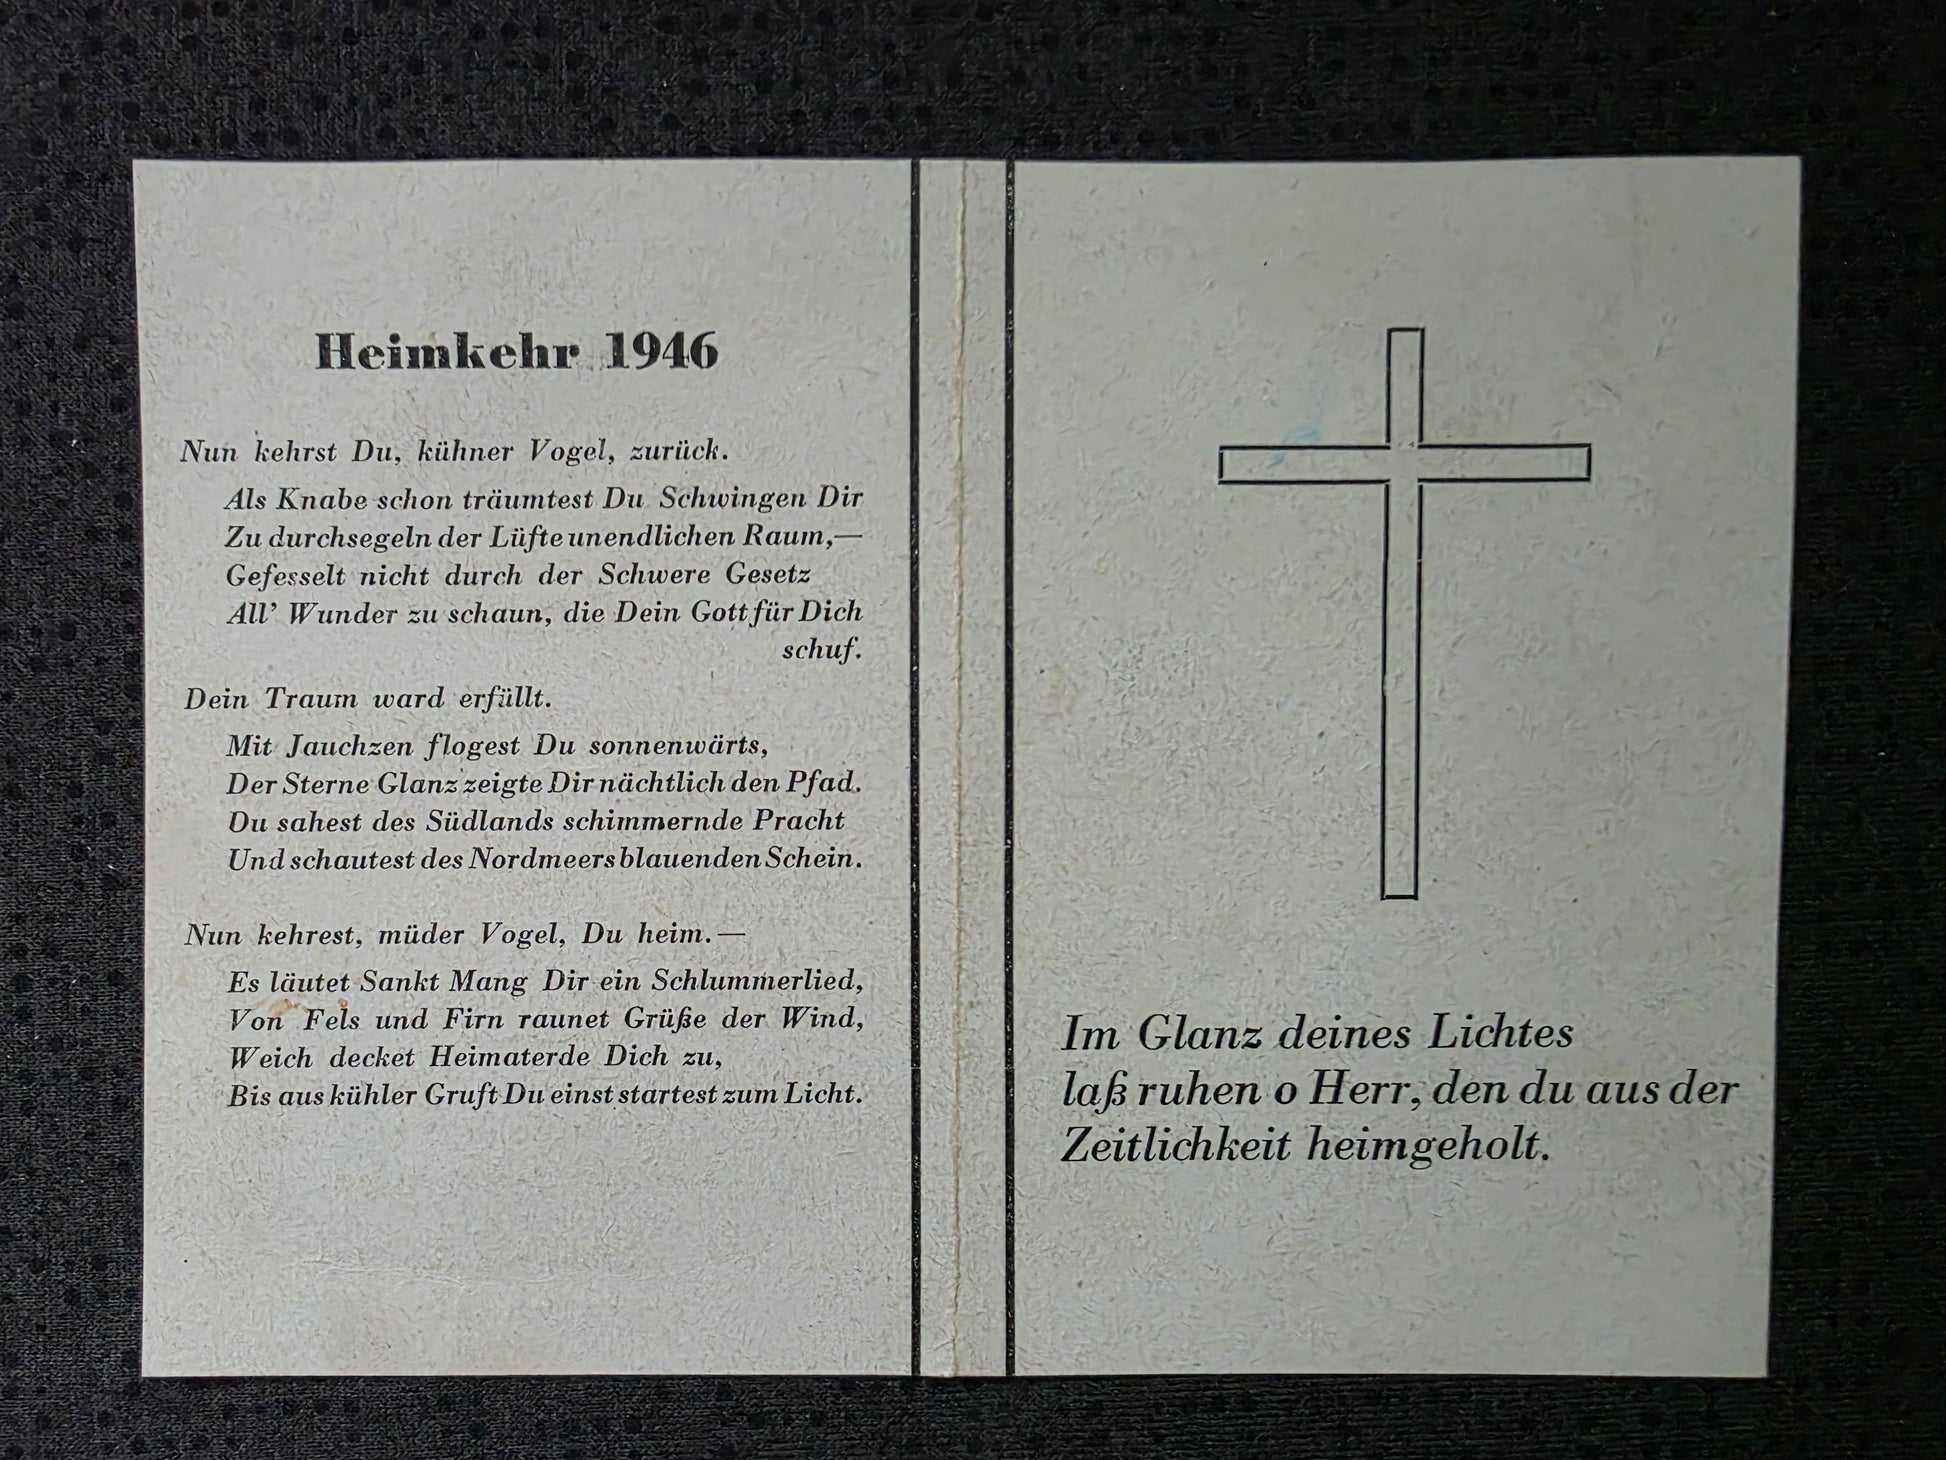 Heimkehr 1946
Nun kehrst Du, kühner Vogel, zurück.
Als Knabe schon träumtest Du Schwingen Dir
Zu durchsegeln der Lüfte unendlichen Raum,—
Gefesselt nicht durch der Schwere Gesetz
All’ Wunder zu schaun, die Dein Gott für Dich
schuf.
Dein Traum ward erfüllt.
Mit Jauchzen flogest Du sonnenwärts,
Der Sterne Glanz zeigte Dir nächtlich den Pfad.
Du sahest des Südlands schimmernde Pracht
Und schautest des Nordmeers blauenden Schein.
Nun kehrest, müder Vogel, Du heim.—
Es läutet Sankt Mang Dir ein Schlummerlied,
Von Fels und Firn raunet Grüße der Wind,
Weich decket Heimaterde Dich zu,
Bis aus kühler Gruft Du einst startest zum Licht.
Im Glanz deines Lichtes
laß ruhen o Herr, den du aus der
Zeitlichkeit heimgeholt.